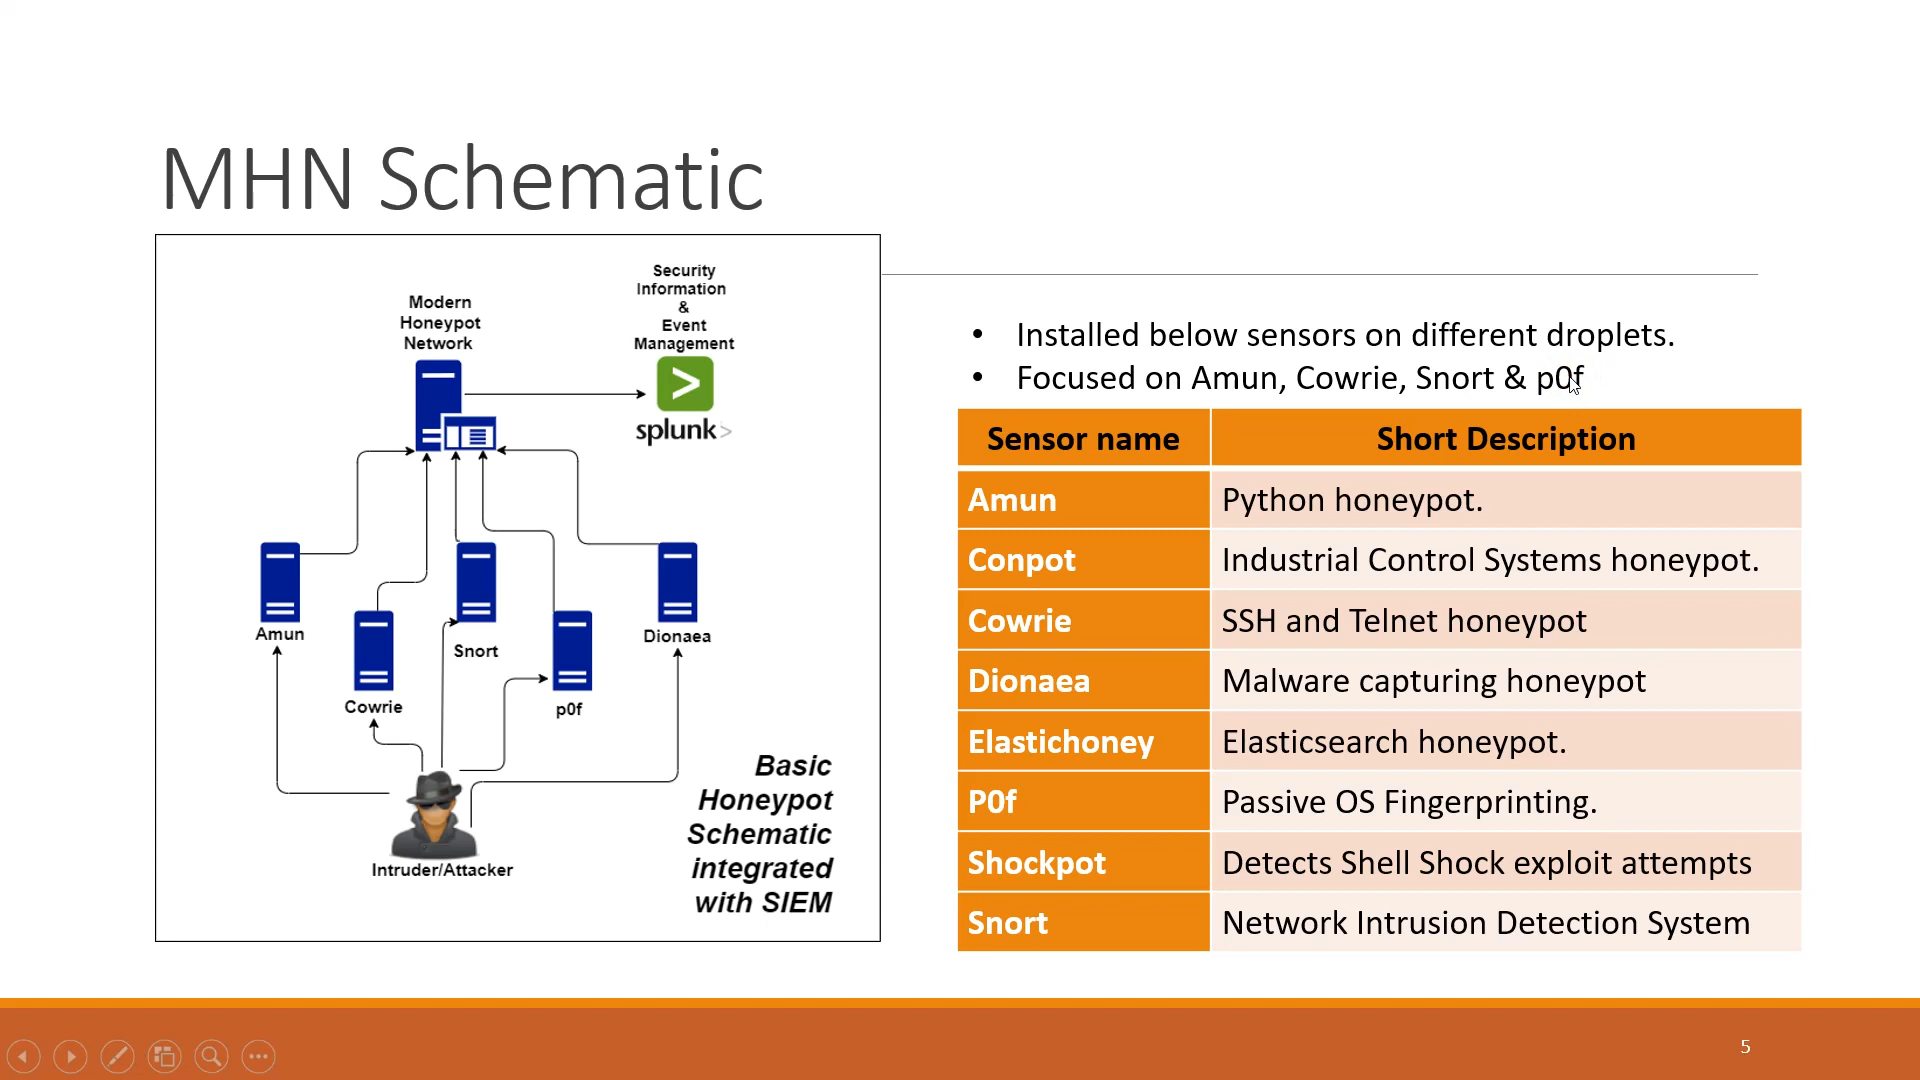 MHN Schematic
Security
Information
&
Event
Management
Modern
Honeypot
Network
splunk>
Amun
Snort
Dionaea
Cowrie
p0f
Intruder/Attacker
Basic
Honeypot
Schematic
integrated
with SIEM
• Installed below sensors on different droplets.
• Focused on Amun, Cowrie, Snort & p0f
Sensor name Short Description
Amun Python honeypot.
Conpot Industrial Control Systems honeypot.
Cowrie SSH and Telnet honeypot
Dionaea Malware capturing honeypot
Elastichoney Elasticsearch honeypot.
P0f Passive OS Fingerprinting.
Shockpot Detects Shell Shock exploit attempts
Snort Network Intrusion Detection System
5